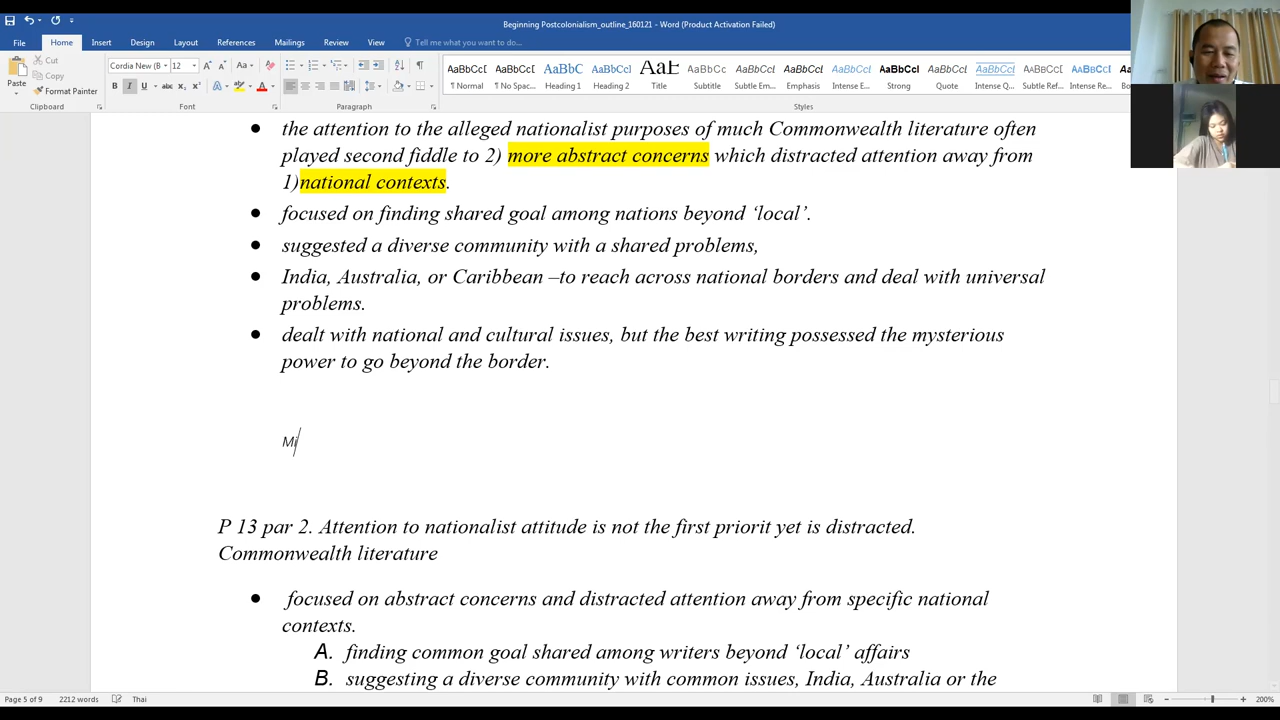 Beginning Postcolonialism_outline_160121 - Word (Product Activation Failed)
File Home Insert Design Layout References Mailings Review View Tell me what you want to do...
Cut
Copy
Format Painter
Paste
Cordia New (B 12
AaBbCcI AaBbCcI AaBbC AaBbCcI AaBb AaBbCcl AaBbCcI AaBbCcI AaBbCcl AaBbCcI AaBbCcI AaBbCcl AaBbCcI AaBbCcI
¶ Normal ¶ No Spac... Heading 1 Heading 2 Title Subtitle Subtle Em... Emphasis Intense E... Strong Quote Intense Q... Subtle Ref... Intense Re...
Clipboard Font Paragraph Styles
the attention to the alleged nationalist purposes of much Commonwealth literature often
played second fiddle to 2) more abstract concerns which distracted attention away from
1)national contexts.
focused on finding shared goal among nations beyond ‘local’.
suggested a diverse community with a shared problems,
India, Australia, or Caribbean –to reach across national borders and deal with universal
problems.
dealt with national and cultural issues, but the best writing possessed the mysterious
power to go beyond the border.
Mi
P 13 par 2. Attention to nationalist attitude is not the first priorit yet is distracted.
Commonwealth literature
focused on abstract concerns and distracted attention away from specific national
contexts.
A. finding common goal shared among writers beyond ‘local’ affairs
B. suggesting a diverse community with common issues, India, Australia or the
Page 5 of 9 2212 words Thai 200%